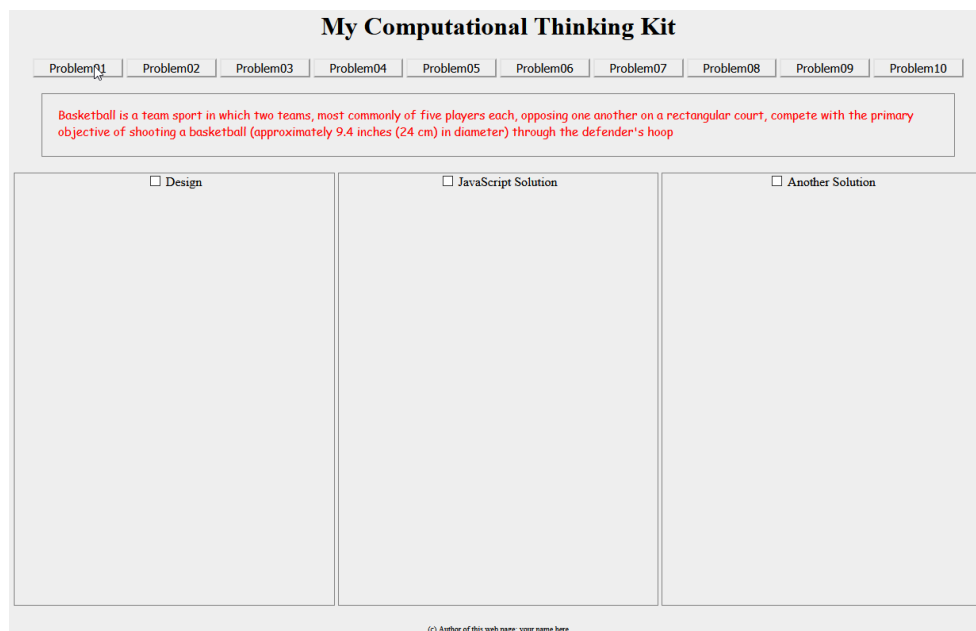 My Computational Thinking Kit
Problem01 Problem02 Problem03 Problem04 Problem05 Problem06 Problem07 Problem08 Problem09 Problem10
Basketball is a team sport in which two teams, most commonly of five players each, opposing one another on a rectangular court, compete with the primary
objective of shooting a basketball (approximately 9.4 inches (24 cm) in diameter) through the defender's hoop
Design JavaScript Solution Another Solution
(c) Author of this web page: your name here